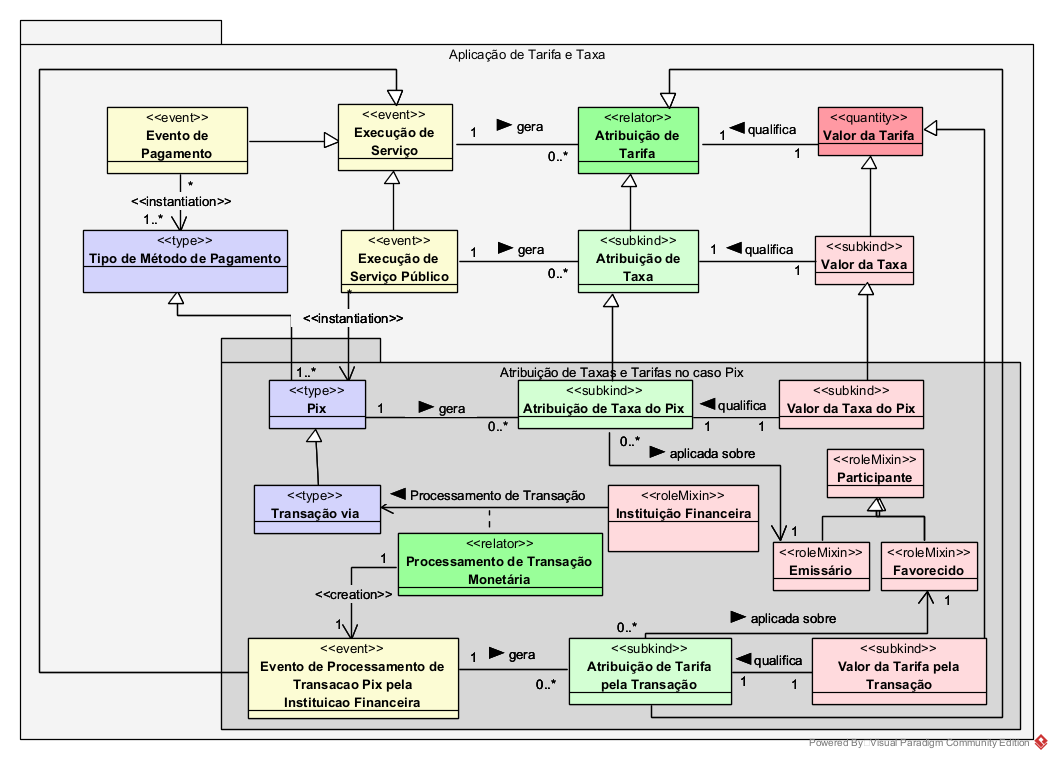 Aplicação de Tarifa e Taxa
<<event>>
Evento de
Pagamento
<<event>>
Execução de
Serviço
1
gera
0..*
<<relator>>
Atribuição de
Tarifa
1
qualifica
1
<<quantity>>
Valor da Tarifa
*
<<instantiation>>
1..*
<<type>>
Tipo de Método de Pagamento
<<event>>
Execução de
Serviço Público
1
gera
0..*
<<subkind>>
Atribuição de
Taxa
1
qualifica
1
<<subkind>>
Valor da Taxa
*
<<instantiation>>
1..*
Atribuição de Taxas e Tarifas no caso Pix
<<type>>
Pix
1
gera
0..*
<<subkind>>
Atribuição de Taxa do Pix
qualifica
1
1
<<subkind>>
Valor da Taxa do Pix
0..*
aplicada sobre
1
<<roleMixin>>
Participante
<<type>>
Transação via
Processamento de Transação
<<roleMixin>>
Instituição Financeira
<<relator>>
Processamento de Transação
Monetária
<<roleMixin>>
Emissário
<<roleMixin>>
Favorecido
1
<<creation>>
1
0..*
aplicada sobre
1
<<event>>
Evento de Processamento de
Transacao Pix pela
Instituicao Financeira
1
gera
0..*
<<subkind>>
Atribuição de Tarifa
pela Transação
qualifica
1
1
<<subkind>>
Valor da Tarifa pela
Transação
Powered By Visual Paradigm Community Edition